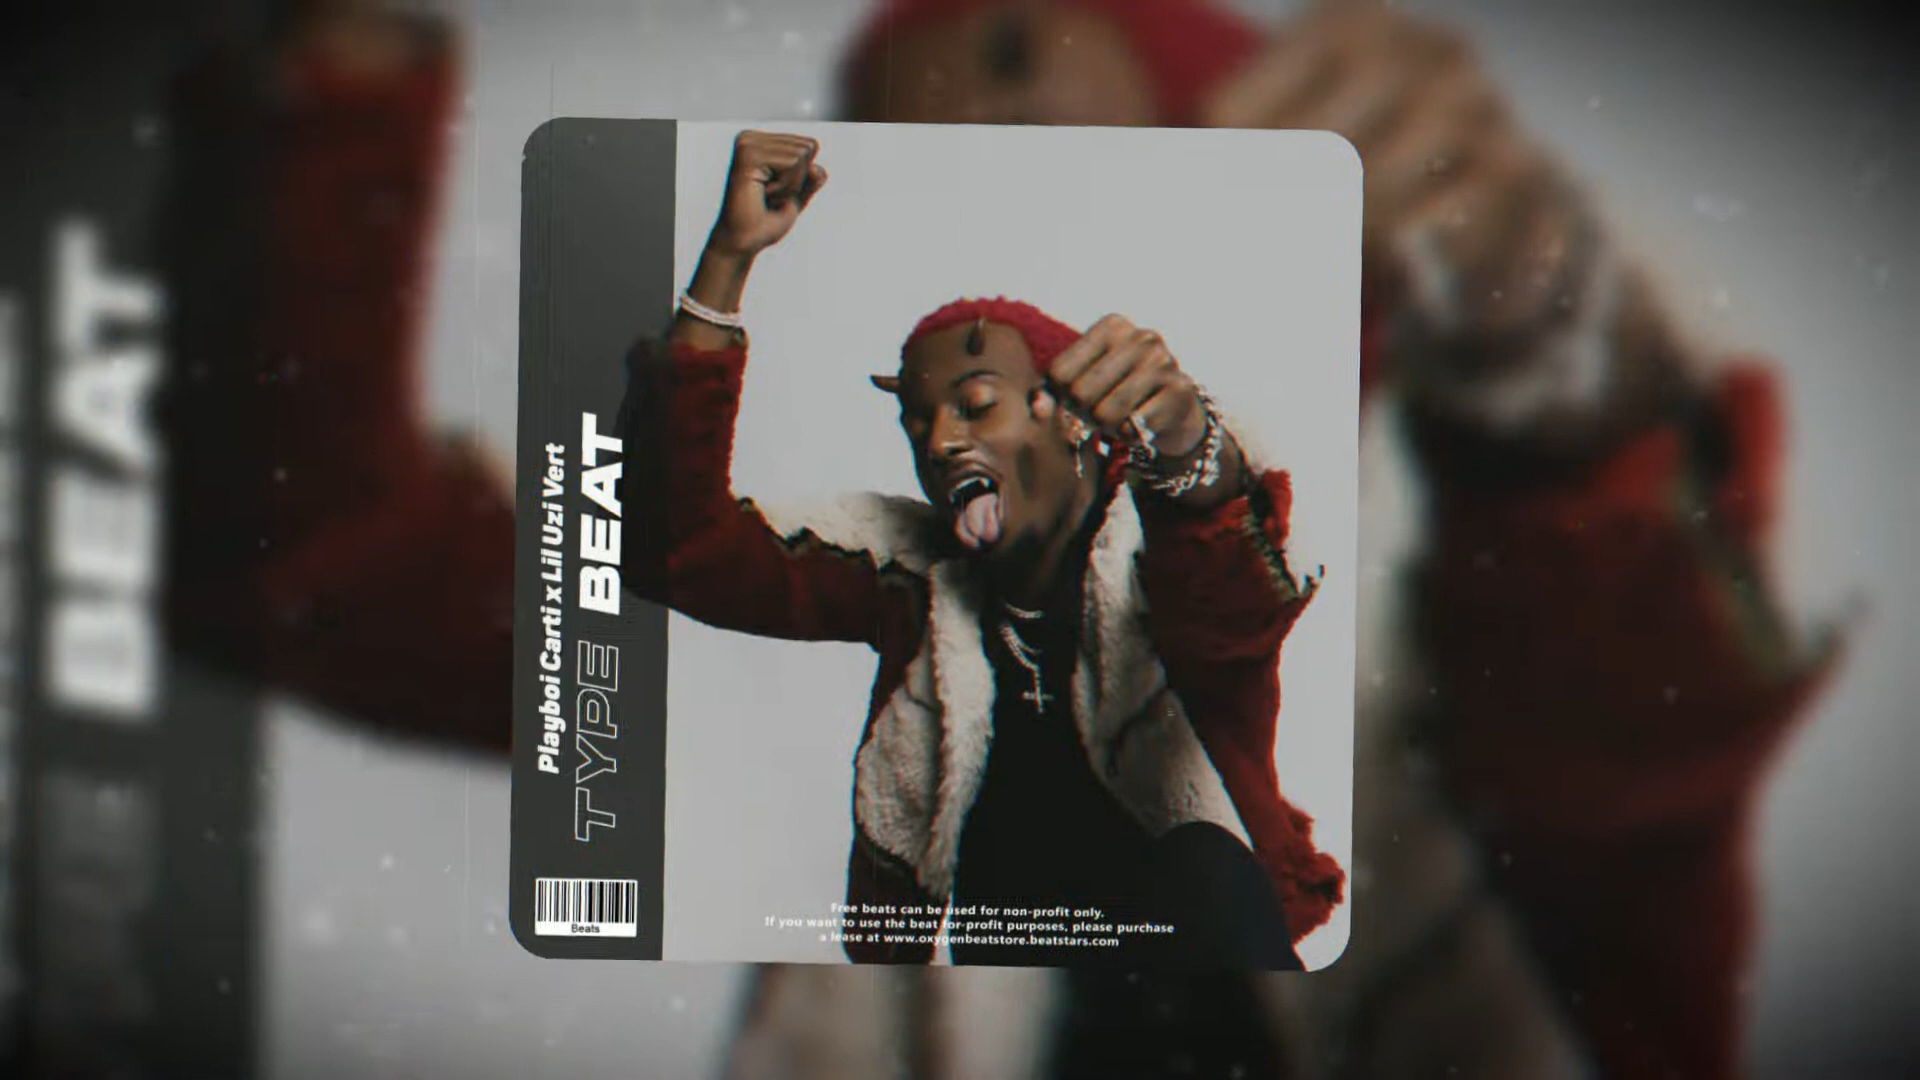 Playboi Carti x Lil Uzi Vert
TYPE BEAT
Beats
Free beats can be used for non-profit only.
If you want to use the beat for-profit purposes, please purchase
a lease at www.oxygenbeatstore.beatstars.com
BEAT